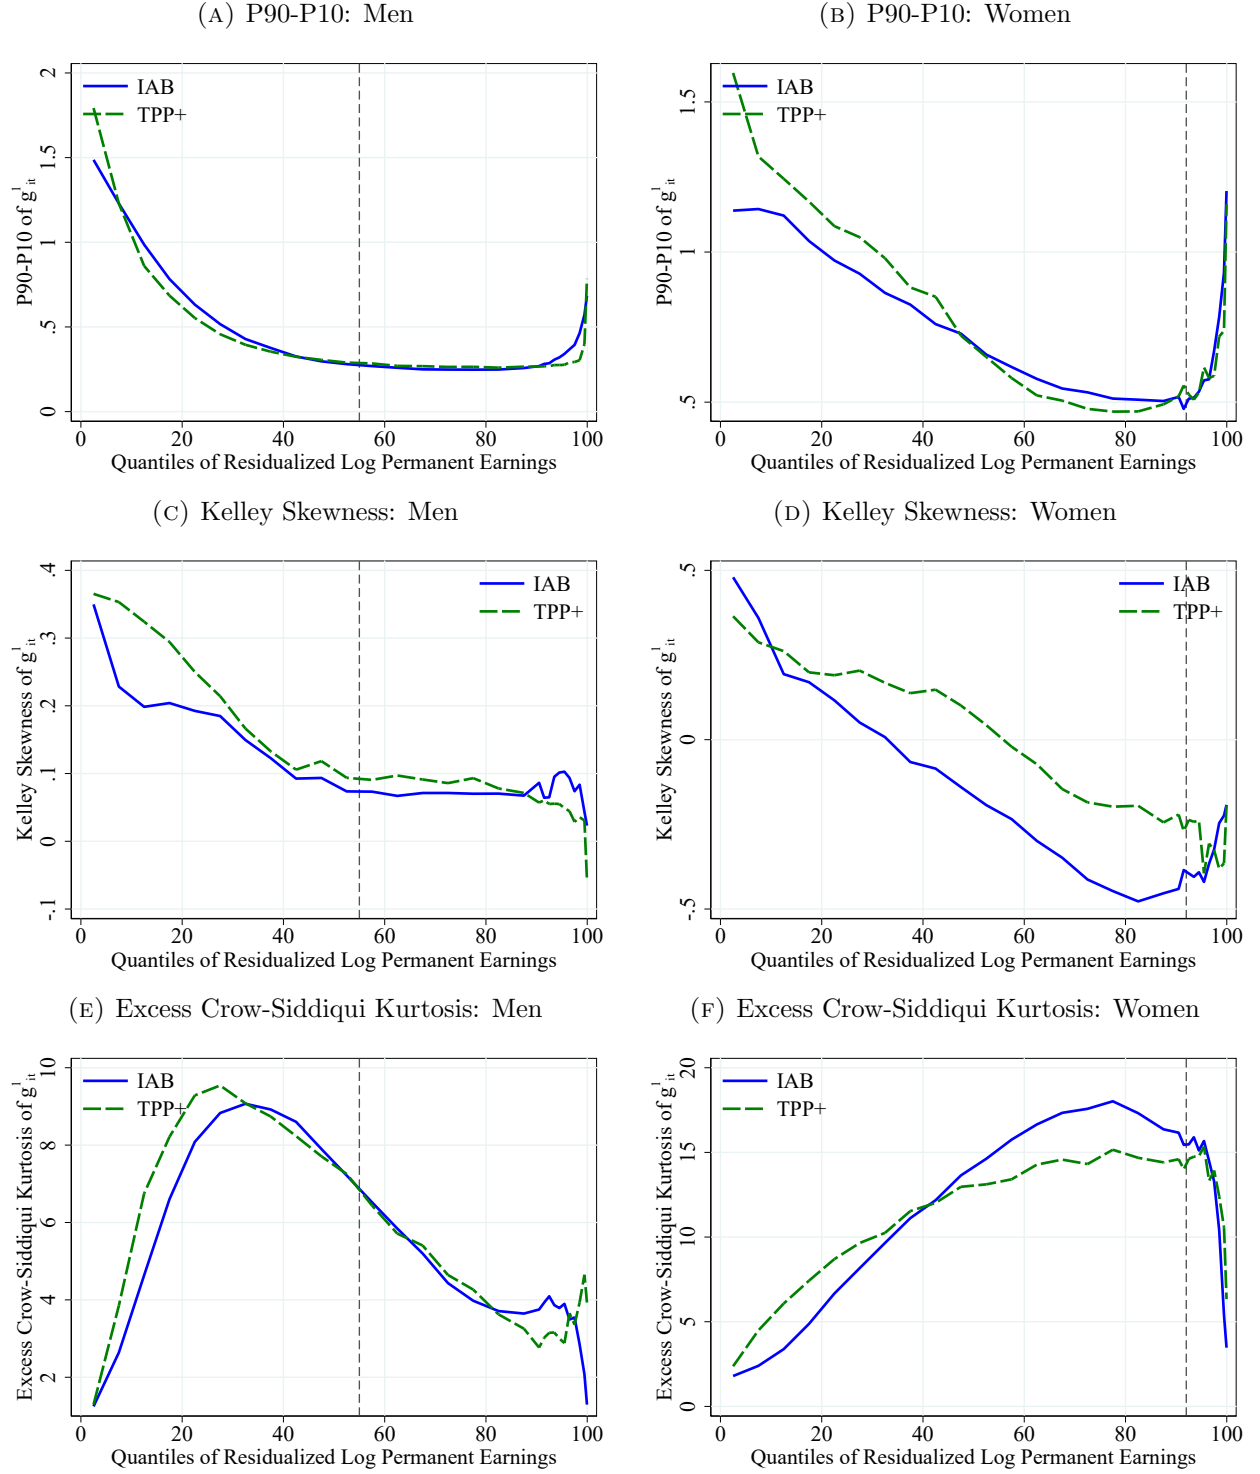 (A) P90-P10: Men
P90-P10 of g¹ᵢₜ
2
1.5
1
.5
0
IAB
TPP+
0 20 40 60 80 100
Quantiles of Residualized Log Permanent Earnings
(B) P90-P10: Women
P90-P10 of g¹ᵢₜ
1.5
1
.5
IAB
TPP+
0 20 40 60 80 100
Quantiles of Residualized Log Permanent Earnings
(C) Kelley Skewness: Men
Kelley Skewness of g¹ᵢₜ
.4
.3
.2
.1
0
-.1
IAB
TPP+
0 20 40 60 80 100
Quantiles of Residualized Log Permanent Earnings
(D) Kelley Skewness: Women
Kelley Skewness of g¹ᵢₜ
.5
0
-.5
IAB
TPP+
0 20 40 60 80 100
Quantiles of Residualized Log Permanent Earnings
(E) Excess Crow-Siddiqui Kurtosis: Men
Excess Crow-Siddiqui Kurtosis of g¹ᵢₜ
10
8
6
4
2
IAB
TPP+
0 20 40 60 80 100
Quantiles of Residualized Log Permanent Earnings
(F) Excess Crow-Siddiqui Kurtosis: Women
Excess Crow-Siddiqui Kurtosis of g¹ᵢₜ
20
15
10
5
0
IAB
TPP+
0 20 40 60 80 100
Quantiles of Residualized Log Permanent Earnings